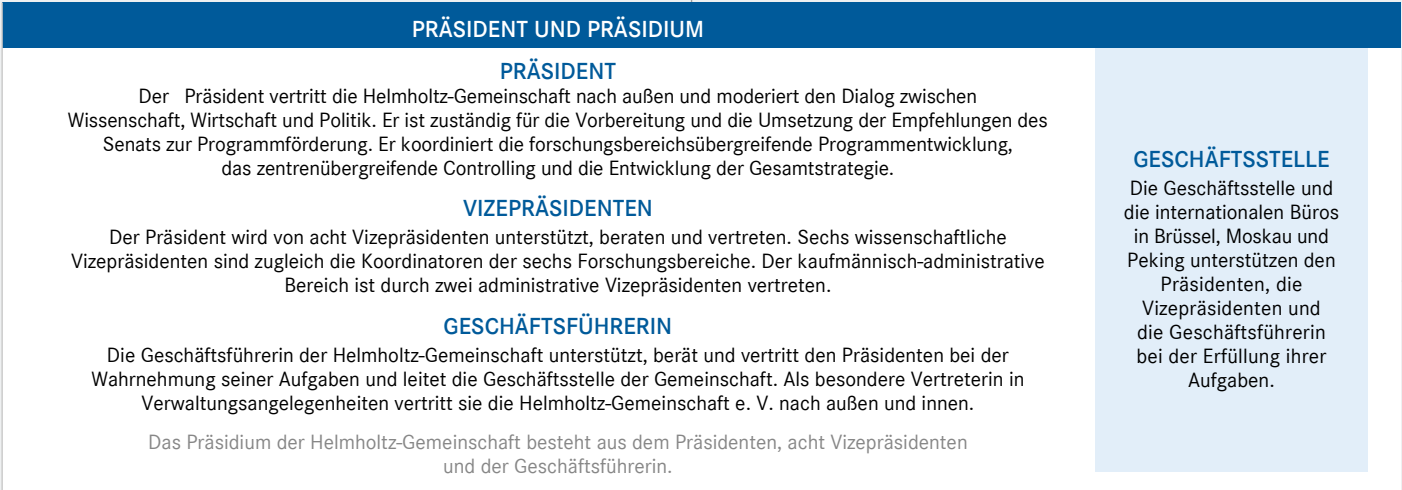 PRÄSIDENT UND PRÄSIDIUM
PRÄSIDENT
Der Präsident vertritt die Helmholtz-Gemeinschaft nach außen und moderiert den Dialog zwischen
Wissenschaft, Wirtschaft und Politik. Er ist zuständig für die Vorbereitung und die Umsetzung der Empfehlungen des
Senats zur Programmförderung. Er koordiniert die forschungsbereichsübergreifende Programmentwicklung,
das zentrenübergreifende Controlling und die Entwicklung der Gesamtstrategie.
VIZEPRÄSIDENTEN
Der Präsident wird von acht Vizepräsidenten unterstützt, beraten und vertreten. Sechs wissenschaftliche
Vizepräsidenten sind zugleich die Koordinatoren der sechs Forschungsbereiche. Der kaufmännisch-administrative
Bereich ist durch zwei administrative Vizepräsidenten vertreten.
GESCHÄFTSFÜHRERIN
Die Geschäftsführerin der Helmholtz-Gemeinschaft unterstützt, berät und vertritt den Präsidenten bei der
Wahrnehmung seiner Aufgaben und leitet die Geschäftsstelle der Gemeinschaft. Als besondere Vertreterin in
Verwaltungsangelegenheiten vertritt sie die Helmholtz-Gemeinschaft e. V. nach außen und innen.
Das Präsidium der Helmholtz-Gemeinschaft besteht aus dem Präsidenten, acht Vizepräsidenten
und der Geschäftsführerin.
GESCHÄFTSSTELLE
Die Geschäftsstelle und
die internationalen Büros
in Brüssel, Moskau und
Peking unterstützen den
Präsidenten, die
Vizepräsidenten und
die Geschäftsführerin
bei der Erfüllung ihrer
Aufgaben.